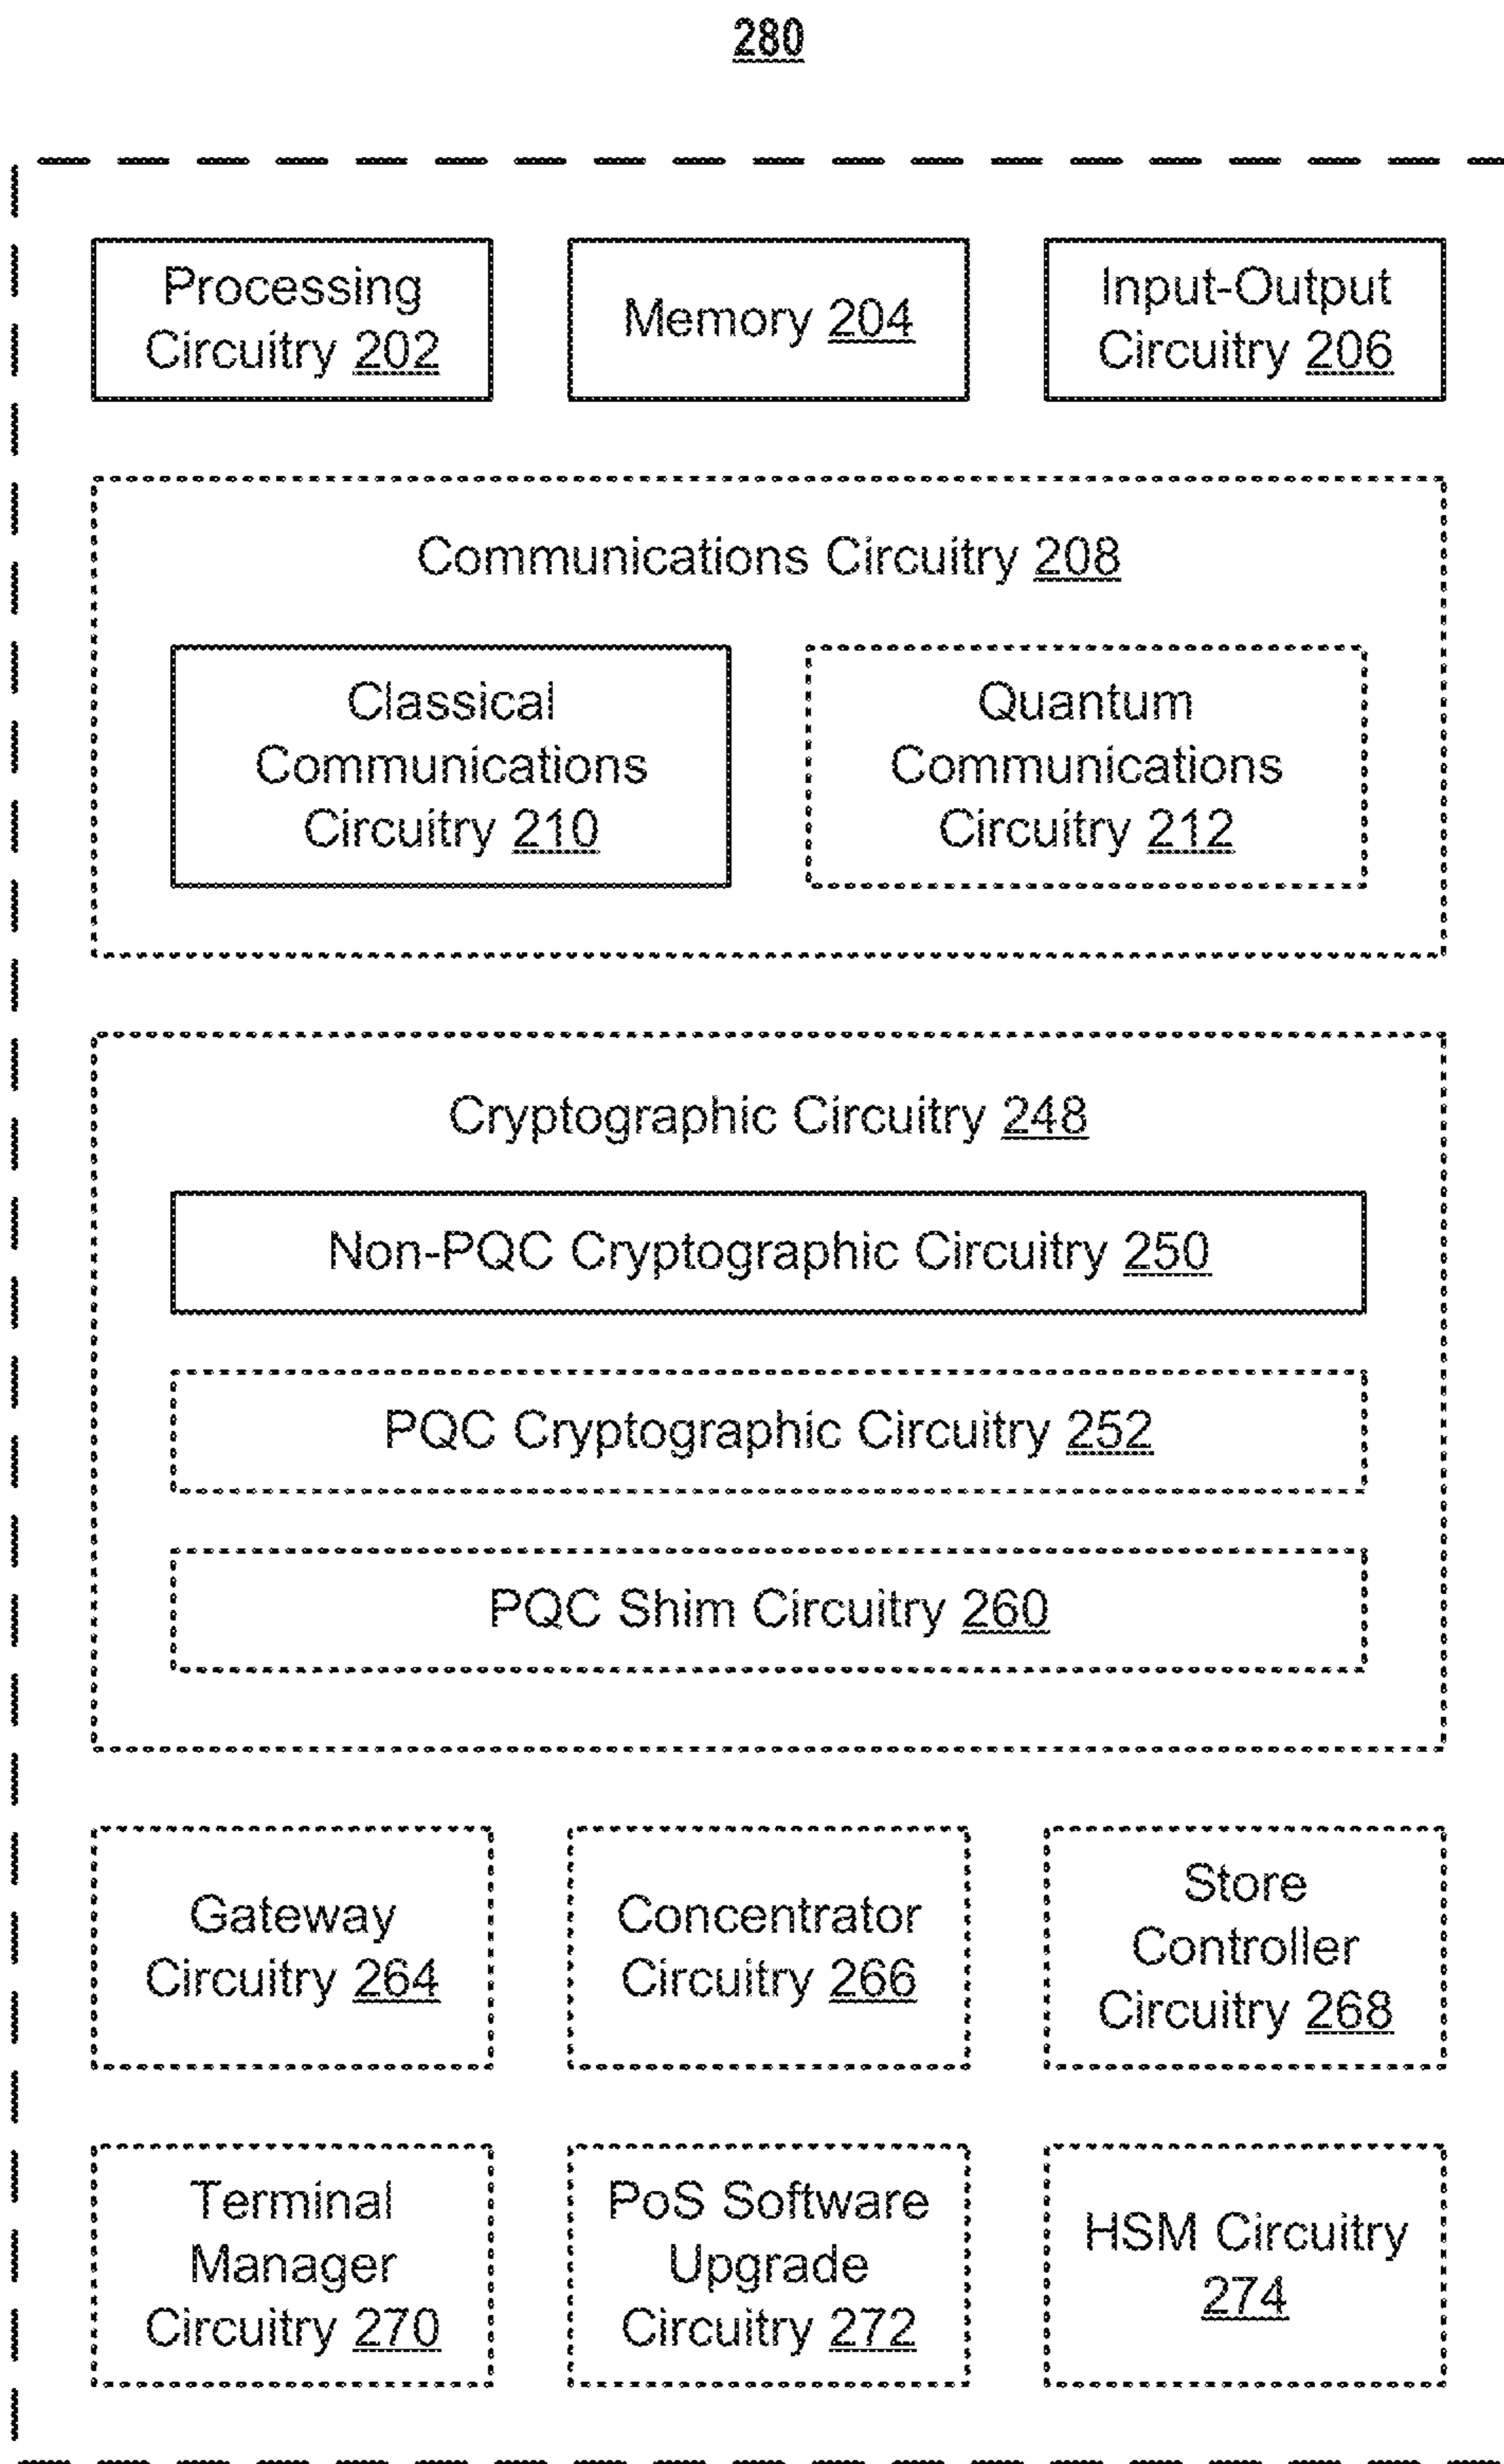 280
Processing
Circuitry 202
Memory 204
Input-Output
Circuitry 206
Communications Circuitry 208
Classical
Communications
Circuitry 210
Quantum
Communications
Circuitry 212
Cryptographic Circuitry 248
Non-PQC Cryptographic Circuitry 250
PQC Cryptographic Circuitry 252
PQC Shim Circuitry 260
Gateway
Circuitry 264
Concentrator
Circuitry 266
Store
Controller
Circuitry 268
Terminal
Manager
Circuitry 270
PoS Software
Upgrade
Circuitry 272
HSM Circuitry
274